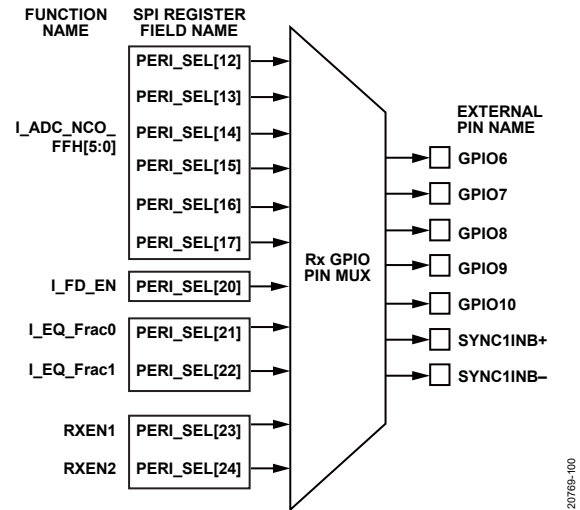 FUNCTION NAME
SPI REGISTER FIELD NAME
I_ADC_NCO_
FFH[5:0]
PERI_SEL[12]
PERI_SEL[13]
PERI_SEL[14]
PERI_SEL[15]
PERI_SEL[16]
PERI_SEL[17]
I_FD_EN PERI_SEL[20]
I_EQ_Frac0 PERI_SEL[21]
I_EQ_Frac1 PERI_SEL[22]
RXEN1 PERI_SEL[23]
RXEN2 PERI_SEL[24]
Rx GPIO
PIN MUX
EXTERNAL
PIN NAME
GPIO6
GPIO7
GPIO8
GPIO9
GPIO10
SYNC1INB+
SYNC1INB–
20769-100